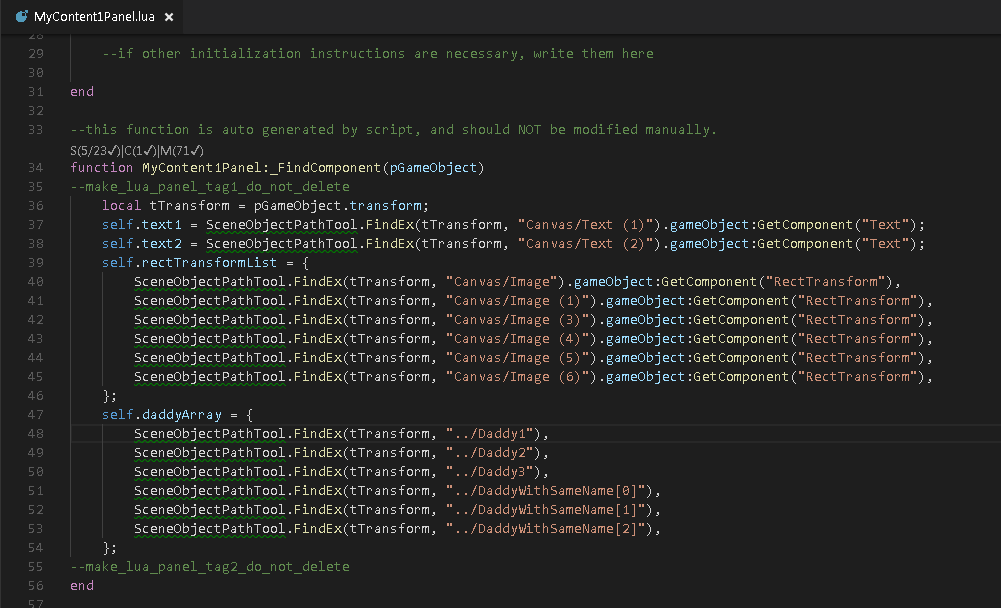 MyContent1Panel.lua ×
28
29 --if other initialization instructions are necessary, write them here
30
31 end
32
33 --this function is auto generated by script, and should NOT be modified manually.
S(5/23✓)|C(1✓)|M(71✓)
34 function MyContent1Panel:_FindComponent(pGameObject)
35 --make_lua_panel_tag1_do_not_delete
36 local tTransform = pGameObject.transform;
37 self.text1 = SceneObjectPathTool.FindEx(tTransform, "Canvas/Text (1)").gameObject:GetComponent("Text");
38 self.text2 = SceneObjectPathTool.FindEx(tTransform, "Canvas/Text (2)").gameObject:GetComponent("Text");
39 self.rectTransformList = {
40 SceneObjectPathTool.FindEx(tTransform, "Canvas/Image").gameObject:GetComponent("RectTransform"),
41 SceneObjectPathTool.FindEx(tTransform, "Canvas/Image (1)").gameObject:GetComponent("RectTransform"),
42 SceneObjectPathTool.FindEx(tTransform, "Canvas/Image (3)").gameObject:GetComponent("RectTransform"),
43 SceneObjectPathTool.FindEx(tTransform, "Canvas/Image (4)").gameObject:GetComponent("RectTransform"),
44 SceneObjectPathTool.FindEx(tTransform, "Canvas/Image (5)").gameObject:GetComponent("RectTransform"),
45 SceneObjectPathTool.FindEx(tTransform, "Canvas/Image (6)").gameObject:GetComponent("RectTransform"),
46 };
47 self.daddyArray = {
48 SceneObjectPathTool.FindEx(tTransform, "../Daddy1"),
49 SceneObjectPathTool.FindEx(tTransform, "../Daddy2"),
50 SceneObjectPathTool.FindEx(tTransform, "../Daddy3"),
51 SceneObjectPathTool.FindEx(tTransform, "../DaddyWithSameName[0]"),
52 SceneObjectPathTool.FindEx(tTransform, "../DaddyWithSameName[1]"),
53 SceneObjectPathTool.FindEx(tTransform, "../DaddyWithSameName[2]"),
54 };
55 --make_lua_panel_tag2_do_not_delete
56 end
57